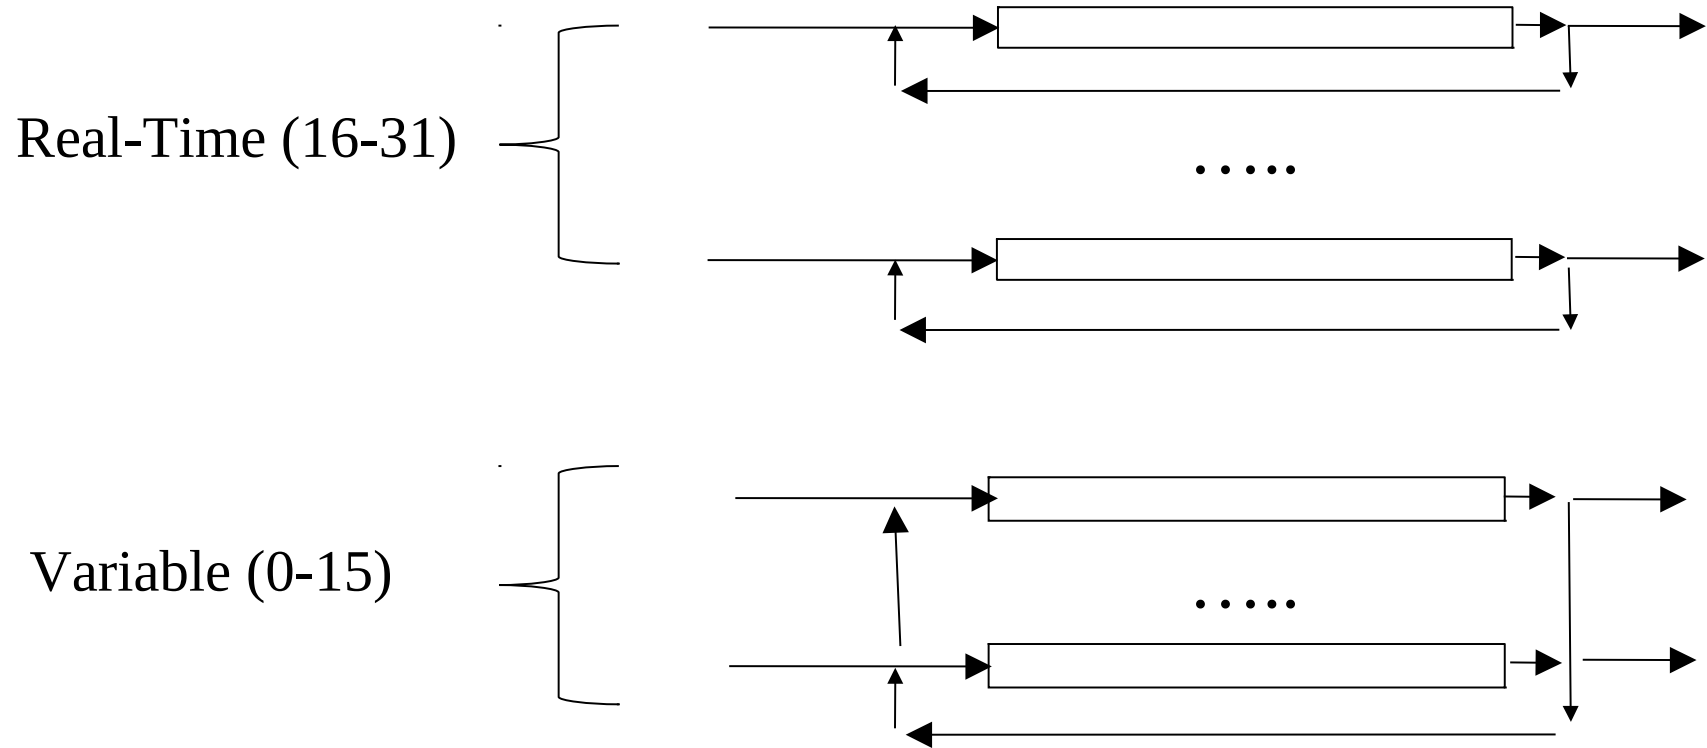 Real-Time (16-31)
.....
Variable (0-15)
.....